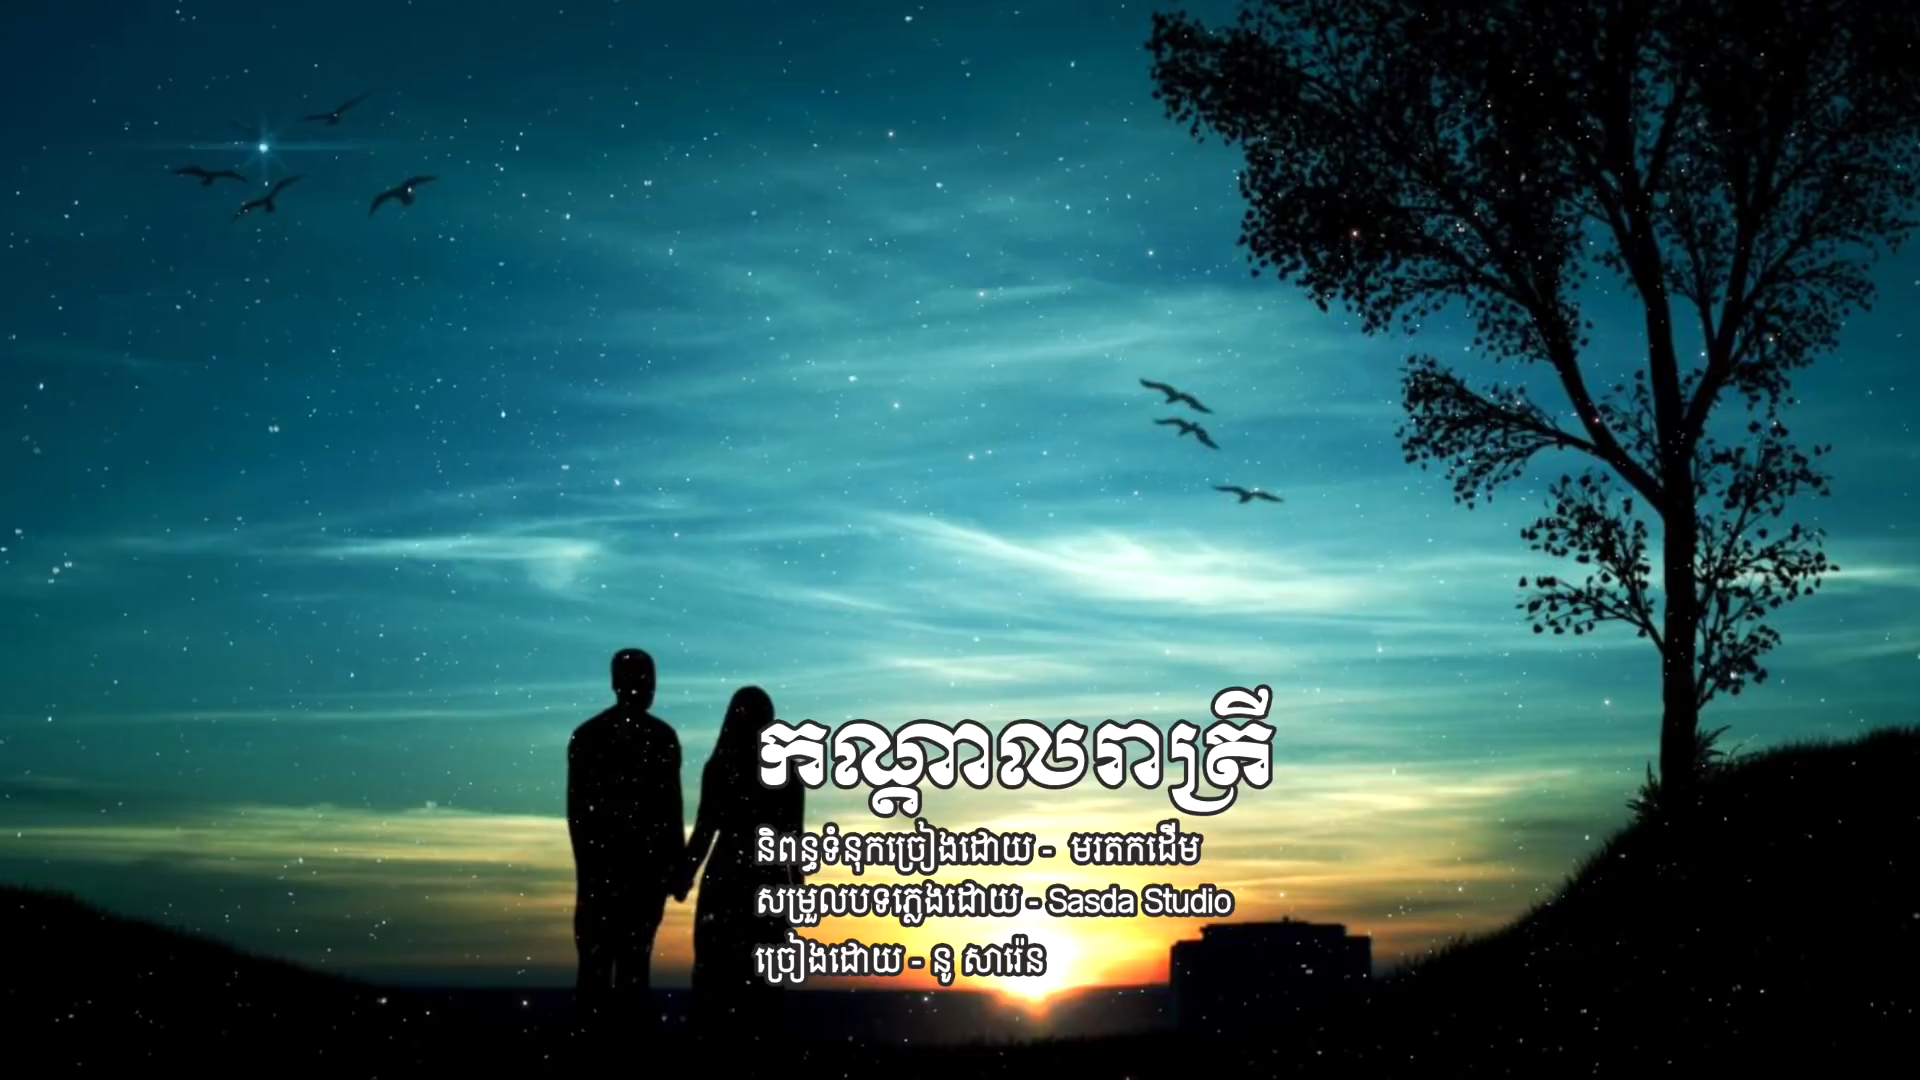 កណ្ដាលរាត្រី
និពន្ធទំនុកច្រៀងដោយ - មរតកដើម
សម្រួលបទភ្លេងដោយ - Sasda Studio
ច្រៀងដោយ - នូ សារ៉េន